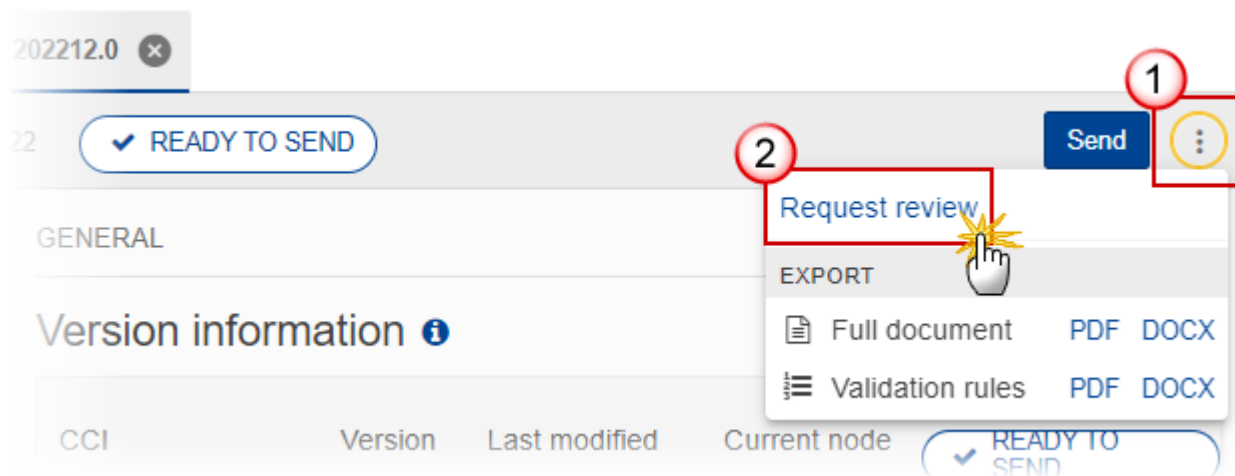 202212.0
1
22 READY TO SEND Send
2
Request review
GENERAL
EXPORT
Version information
Full document PDF DOCX
Validation rules PDF DOCX
CCI Version Last modified Current node READY TO
SEND